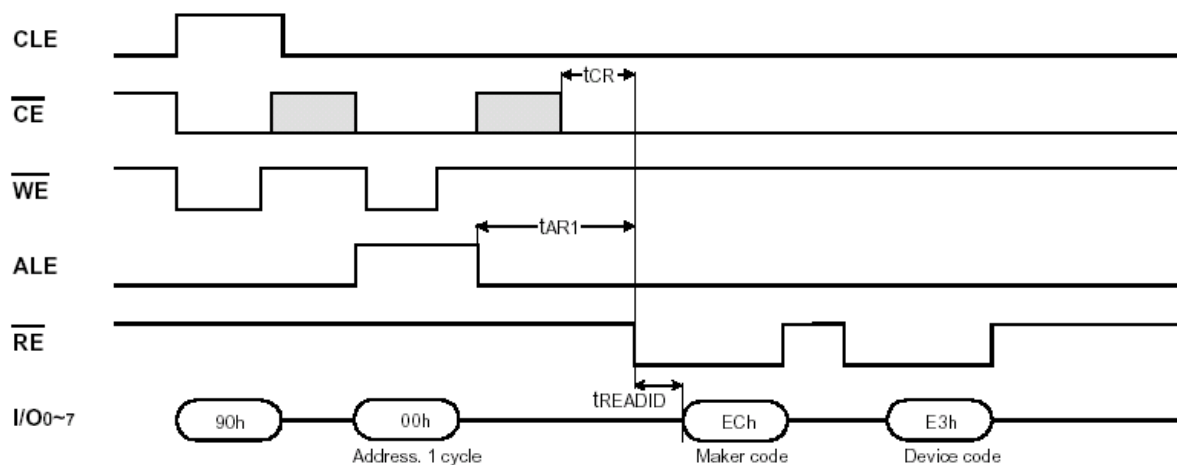 CLE
tCR
CE
WE
tAR1
ALE
RE
tREADID
I/O0~7 90h 00h ECh E3h
Address. 1 cycle Maker code Device code